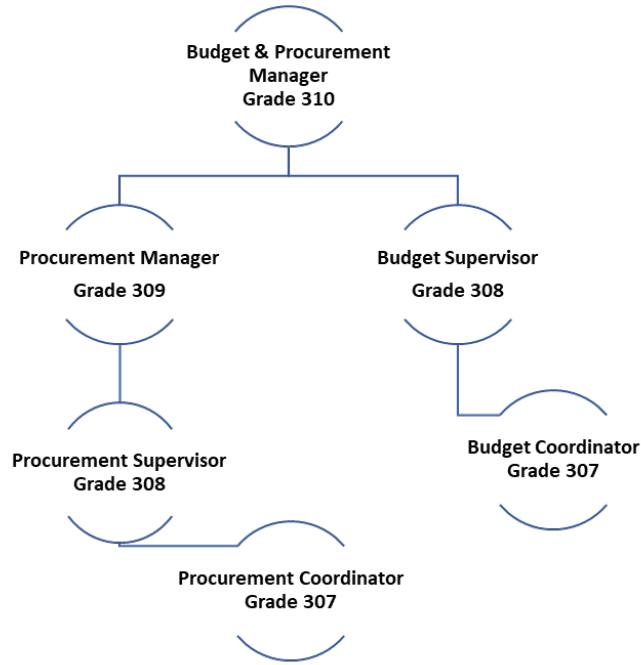 Budget & Procurement
Manager
Grade 310
Procurement Manager
Grade 309
Budget Supervisor
Grade 308
Procurement Supervisor
Grade 308
Budget Coordinator
Grade 307
Procurement Coordinator
Grade 307